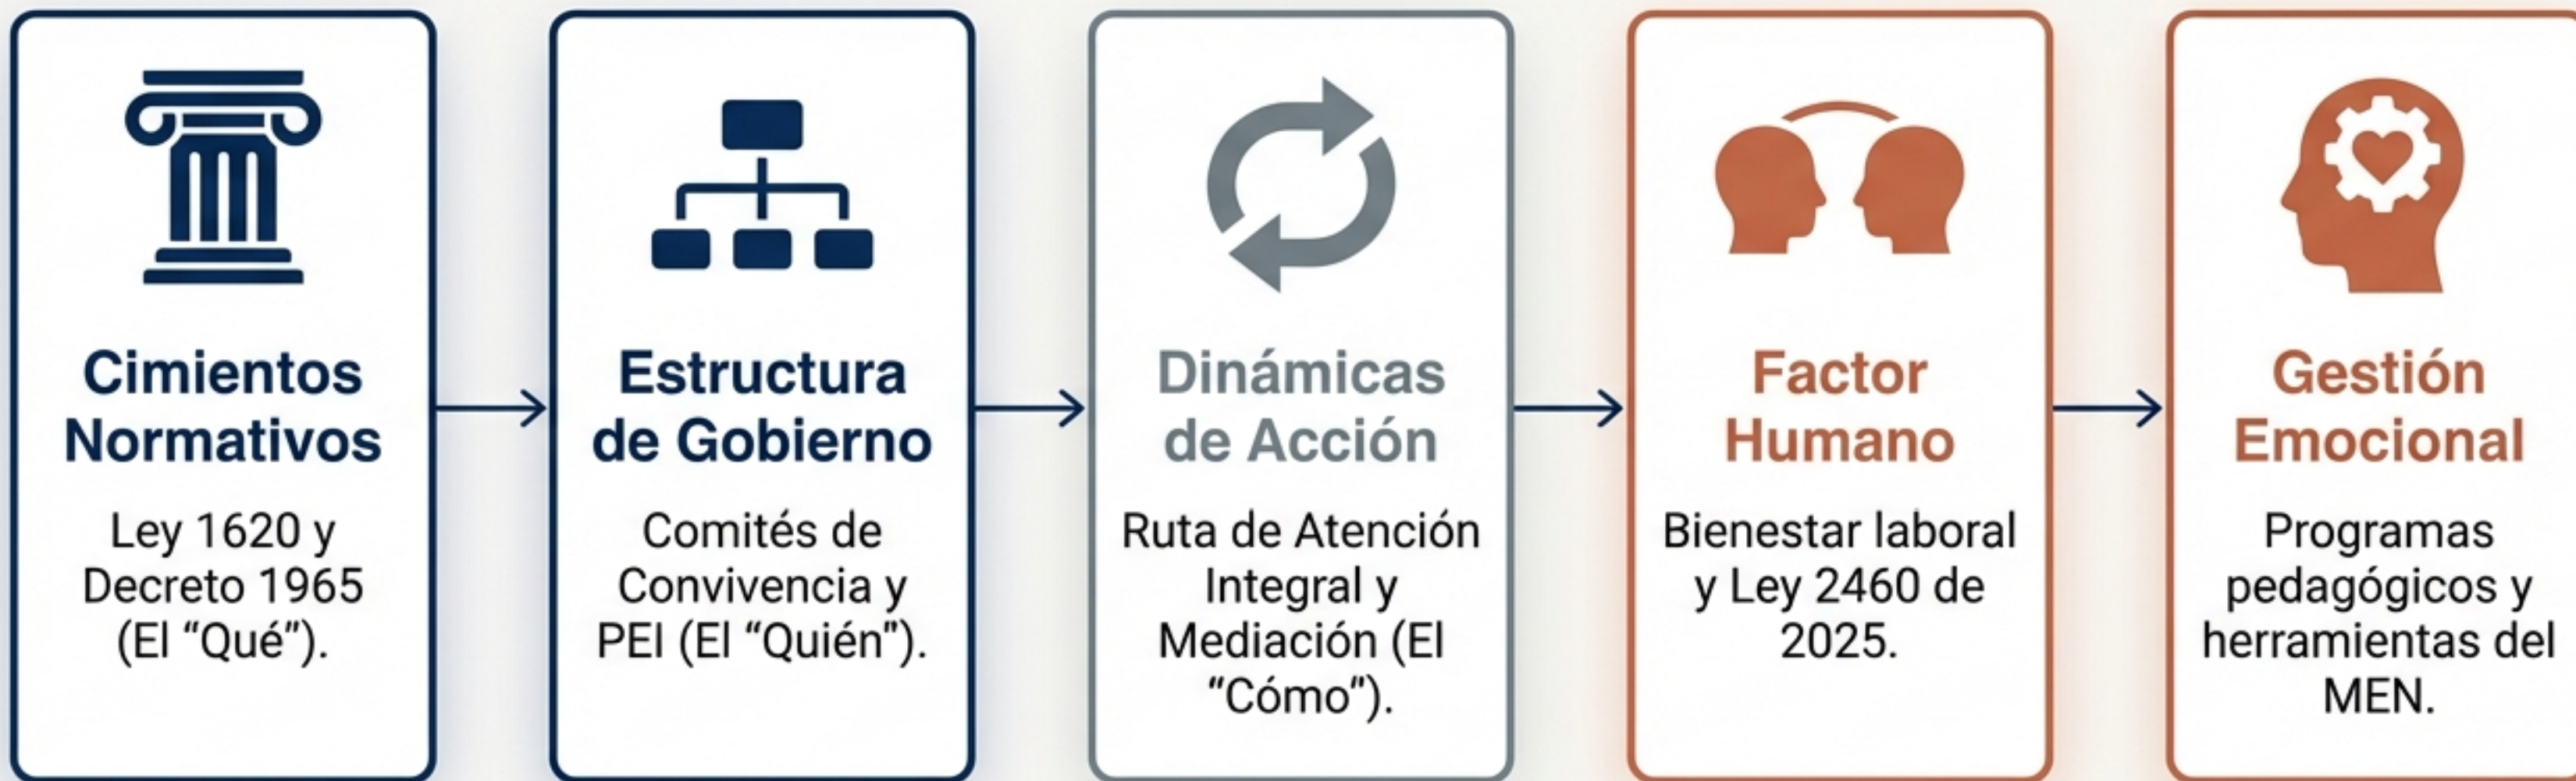 Cimientos
Normativos
Ley 1620 y
Decreto 1965
(El “Qué”).
Estructura
de Gobierno
Comités de
Convivencia y
PEI (El “Quién”).
Dinámicas
de Acción
Ruta de Atención
Integral y
Mediación (El
“Cómo”).
Factor
Humano
Bienestar laboral
y Ley 2460 de
2025.
Gestión
Emocional
Programas
pedagógicos y
herramientas del
MEN.